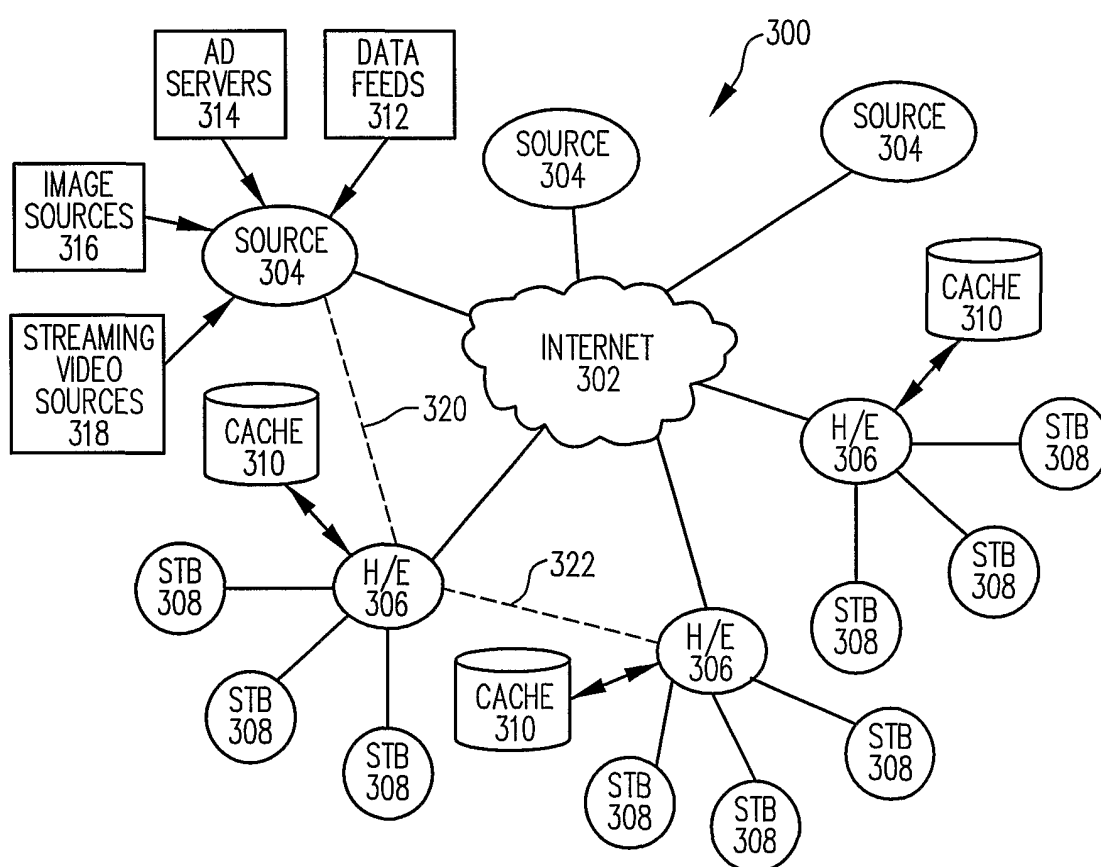 300
AD
SERVERS
314
DATA
FEEDS
312
SOURCE
304
SOURCE
304
IMAGE
SOURCES
316
SOURCE
304
CACHE
310
STREAMING
VIDEO
SOURCES
318
INTERNET
302
320
CACHE
310
H/E
306
STB
308
STB
308
STB
308
STB
308
H/E
306
322
H/E
306
STB
308
STB
308
CACHE
310
STB
308
STB
308
STB
308
STB
308